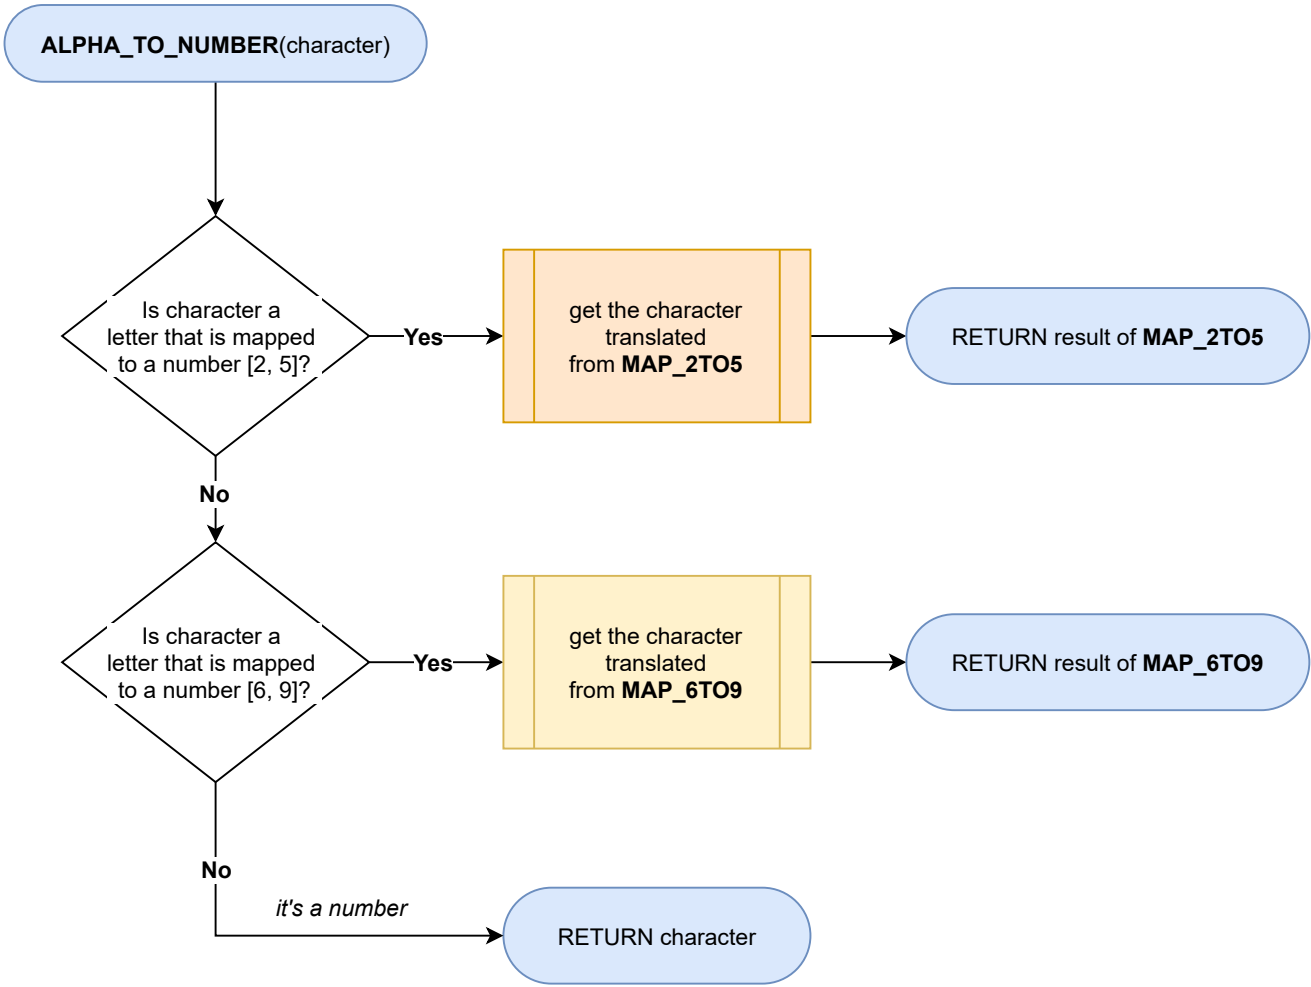 ALPHA_TO_NUMBER(character)
Is character a
letter that is mapped
to a number [2, 5]?
Yes
get the character
translated
from MAP_2TO5
RETURN result of MAP_2TO5
No
Is character a
letter that is mapped
to a number [6, 9]?
Yes
get the character
translated
from MAP_6TO9
RETURN result of MAP_6TO9
No
it's a number
RETURN character